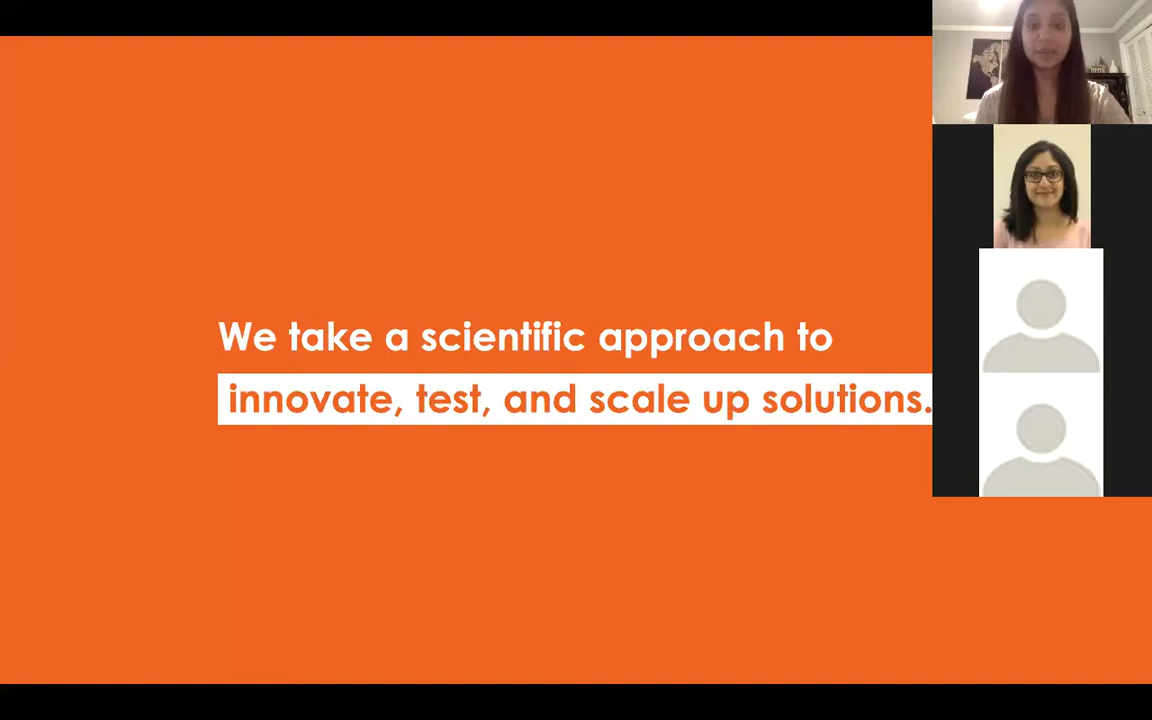 We take a scientific approach to
innovate, test, and scale up solutions.